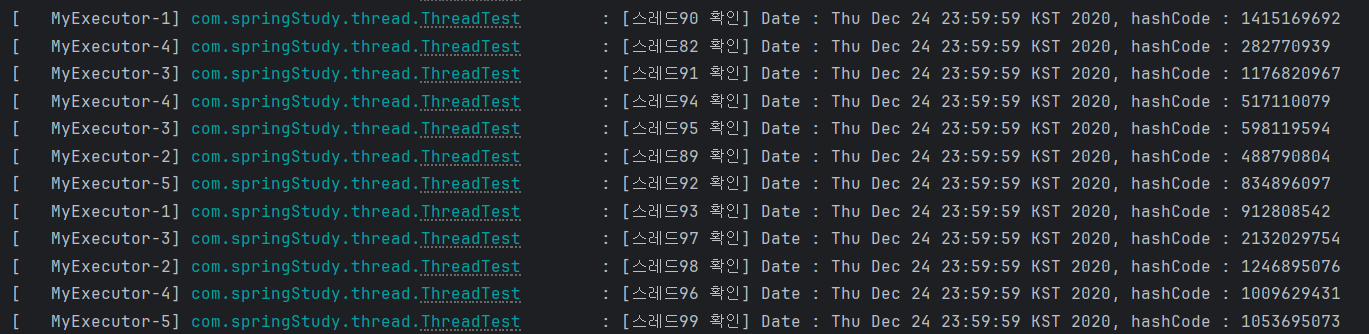 [   MyExecutor-1] com.springStudy.thread.ThreadTest        : [스레드90 확인] Date : Thu Dec 24 23:59:59 KST 2020, hashCode : 1415169692
[   MyExecutor-4] com.springStudy.thread.ThreadTest        : [스레드82 확인] Date : Thu Dec 24 23:59:59 KST 2020, hashCode : 282770939
[   MyExecutor-3] com.springStudy.thread.ThreadTest        : [스레드91 확인] Date : Thu Dec 24 23:59:59 KST 2020, hashCode : 1176820967
[   MyExecutor-4] com.springStudy.thread.ThreadTest        : [스레드94 확인] Date : Thu Dec 24 23:59:59 KST 2020, hashCode : 517110079
[   MyExecutor-3] com.springStudy.thread.ThreadTest        : [스레드95 확인] Date : Thu Dec 24 23:59:59 KST 2020, hashCode : 598119594
[   MyExecutor-2] com.springStudy.thread.ThreadTest        : [스레드89 확인] Date : Thu Dec 24 23:59:59 KST 2020, hashCode : 488790804
[   MyExecutor-5] com.springStudy.thread.ThreadTest        : [스레드92 확인] Date : Thu Dec 24 23:59:59 KST 2020, hashCode : 834896097
[   MyExecutor-1] com.springStudy.thread.ThreadTest        : [스레드93 확인] Date : Thu Dec 24 23:59:59 KST 2020, hashCode : 912808542
[   MyExecutor-3] com.springStudy.thread.ThreadTest        : [스레드97 확인] Date : Thu Dec 24 23:59:59 KST 2020, hashCode : 2132029754
[   MyExecutor-2] com.springStudy.thread.ThreadTest        : [스레드98 확인] Date : Thu Dec 24 23:59:59 KST 2020, hashCode : 1246895076
[   MyExecutor-4] com.springStudy.thread.ThreadTest        : [스레드96 확인] Date : Thu Dec 24 23:59:59 KST 2020, hashCode : 1009629431
[   MyExecutor-5] com.springStudy.thread.ThreadTest        : [스레드99 확인] Date : Thu Dec 24 23:59:59 KST 2020, hashCode : 1053695073